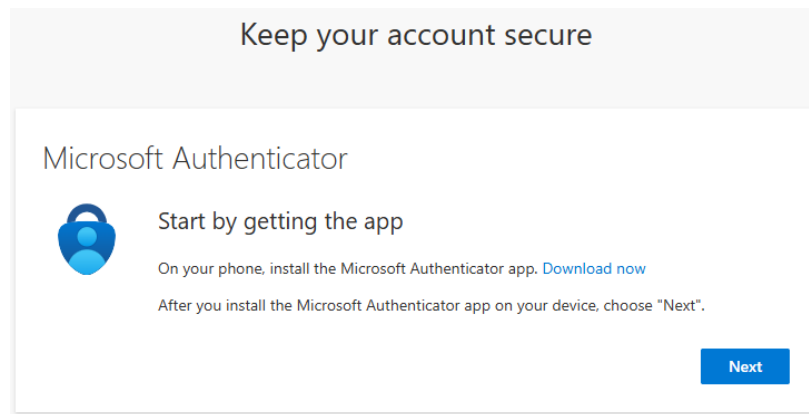 Keep your account secure
Microsoft Authenticator
Start by getting the app
On your phone, install the Microsoft Authenticator app. Download now
After you install the Microsoft Authenticator app on your device, choose "Next".
Next